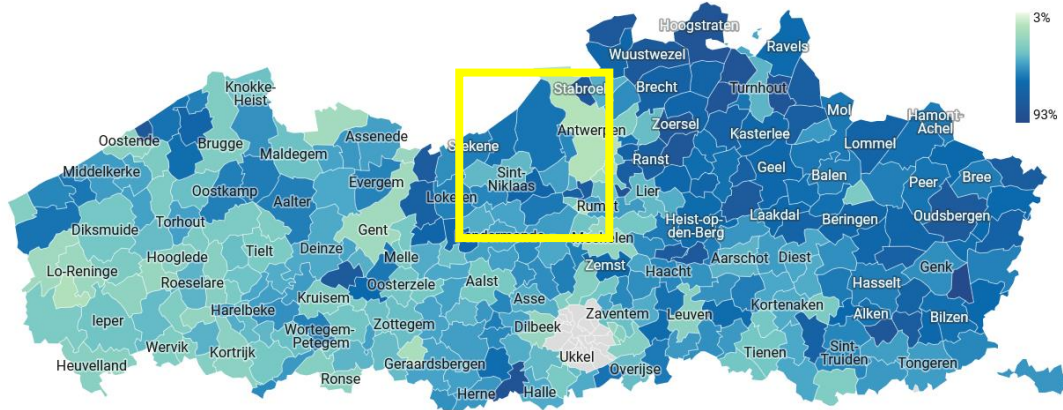 3%
93%
Hoogstraten
Ravels
Wuustwezel
Stabroek
Brecht
Turnhout
Knokke-
Heist
Mol
Hamont-
Achel
Oostende
Assenede
Antwerpen
Zoersel
Kasterlee
Lommel
Brugge
Maldegem
Stekene
Middelkerke
Ranst
Geel
Balen
Peer
Bree
Sint-
Niklaas
Evergem
Oostkamp
Lokeren
Lier
Aalter
Rumst
Torhout
Laakdal
Beringen
Oudsbergen
Heist-op-
den-Berg
Diksmuide
Gent
Dendermonde
Mechelen
Hooglede
Tielt
Deinze
Melle
Aarschot
Diest
Genk
Lo-Reninge
Roeselare
Zemst
Haacht
Oosterzele
Aalst
Hasselt
Kruisem
Asse
Kortenaken
Harelbeke
Zaventem
Leuven
Alken
Bilzen
Ieper
Wortegem-
Petegem
Zottegem
Dilbeek
Wervik
Kortrijk
Ukkel
Tienen
Sint-
Truiden
Heuvelland
Geraardsbergen
Tongeren
Ronse
Overijse
Herne
Halle